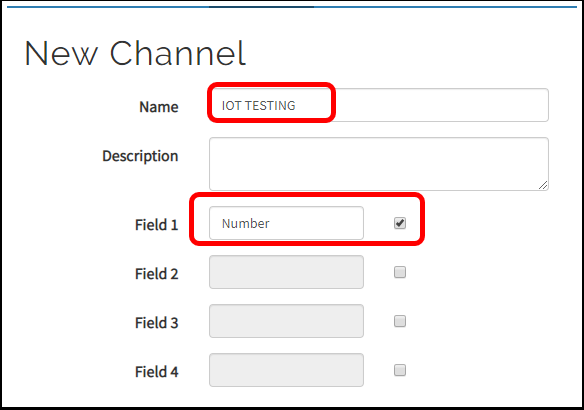 New Channel
Name IOT TESTING
Description
Field 1 Number
Field 2
Field 3
Field 4